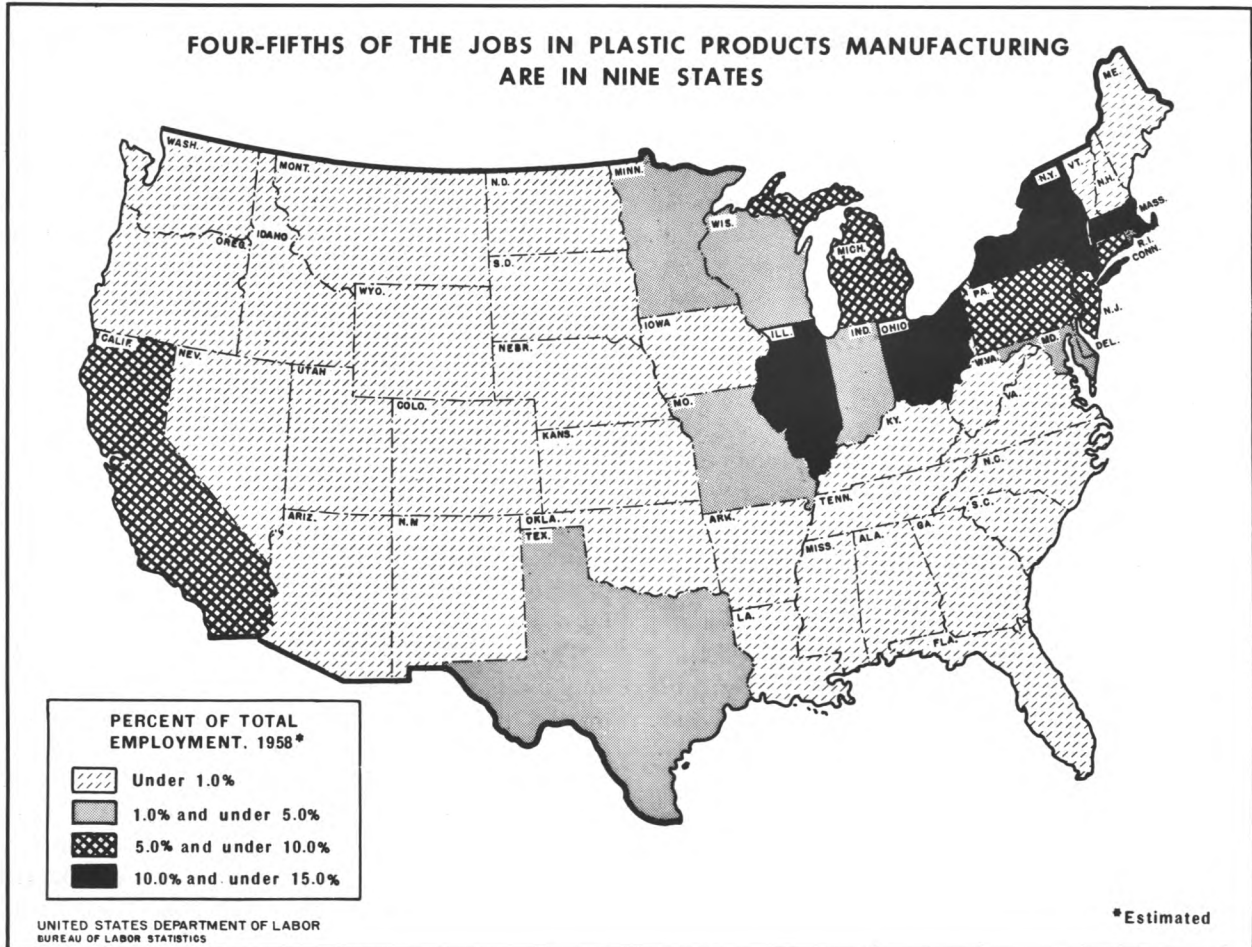 FOUR-FIFTHS OF THE JOBS IN PLASTIC PRODUCTS MANUFACTURING
ARE IN NINE STATES
WASH.
MONT.
N.D.
MINN.
ME.
VT.
N.H.
N.Y.
MASS.
R.I.
CONN.
OREG.
IDAHO
S.D.
WIS.
MICH.
WYO.
PA.
N.J.
IOWA
ILL.
IND.
OHIO
MD.
DEL.
CALIF.
NEV.
UTAH
NEBR.
W.VA.
VA.
COLO.
KANS.
MO.
KY.
N.C.
TENN.
S.C.
ARIZ.
N.M
OKLA.
TEX.
ARK.
MISS.
ALA.
GA.
LA.
FLA.
PERCENT OF TOTAL
EMPLOYMENT. 1958*
Under 1.0%
1.0% and under 5.0%
5.0% and under 10.0%
10.0% and under 15.0%
UNITED STATES DEPARTMENT OF LABOR
BUREAU OF LABOR STATISTICS
*Estimated